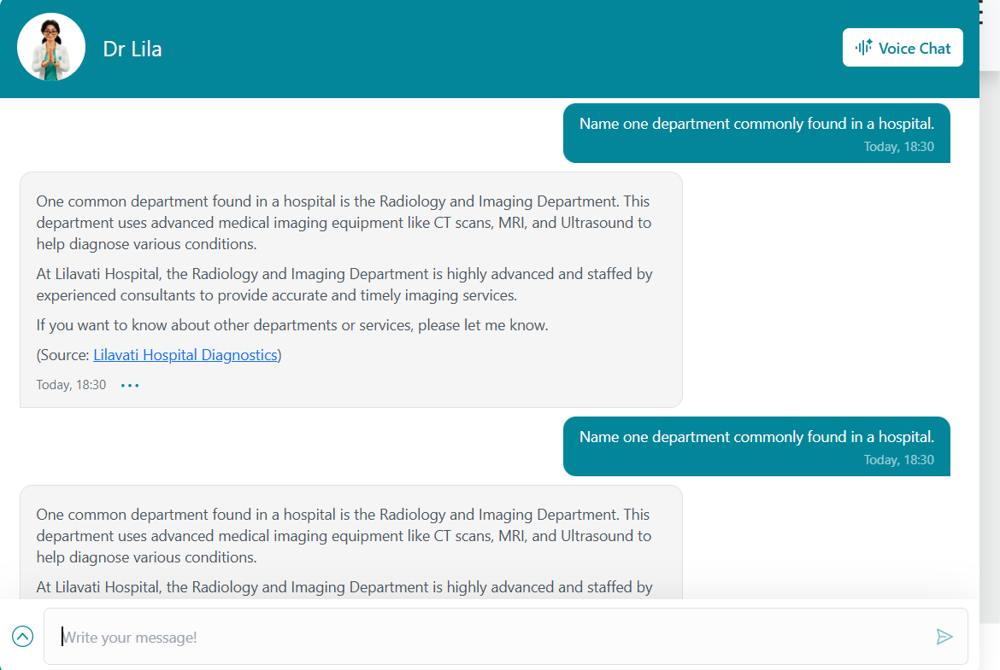 Dr Lila
Voice Chat
Name one department commonly found in a hospital.
Today, 18:30
One common department found in a hospital is the Radiology and Imaging Department. This
department uses advanced medical imaging equipment like CT scans, MRI, and Ultrasound to
help diagnose various conditions.
At Lilavati Hospital, the Radiology and Imaging Department is highly advanced and staffed by
experienced consultants to provide accurate and timely imaging services.
If you want to know about other departments or services, please let me know.
(Source: Lilavati Hospital Diagnostics)
Today, 18:30
Name one department commonly found in a hospital.
Today, 18:30
One common department found in a hospital is the Radiology and Imaging Department. This
department uses advanced medical imaging equipment like CT scans, MRI, and Ultrasound to
help diagnose various conditions.
At Lilavati Hospital, the Radiology and Imaging Department is highly advanced and staffed by
Write your message!